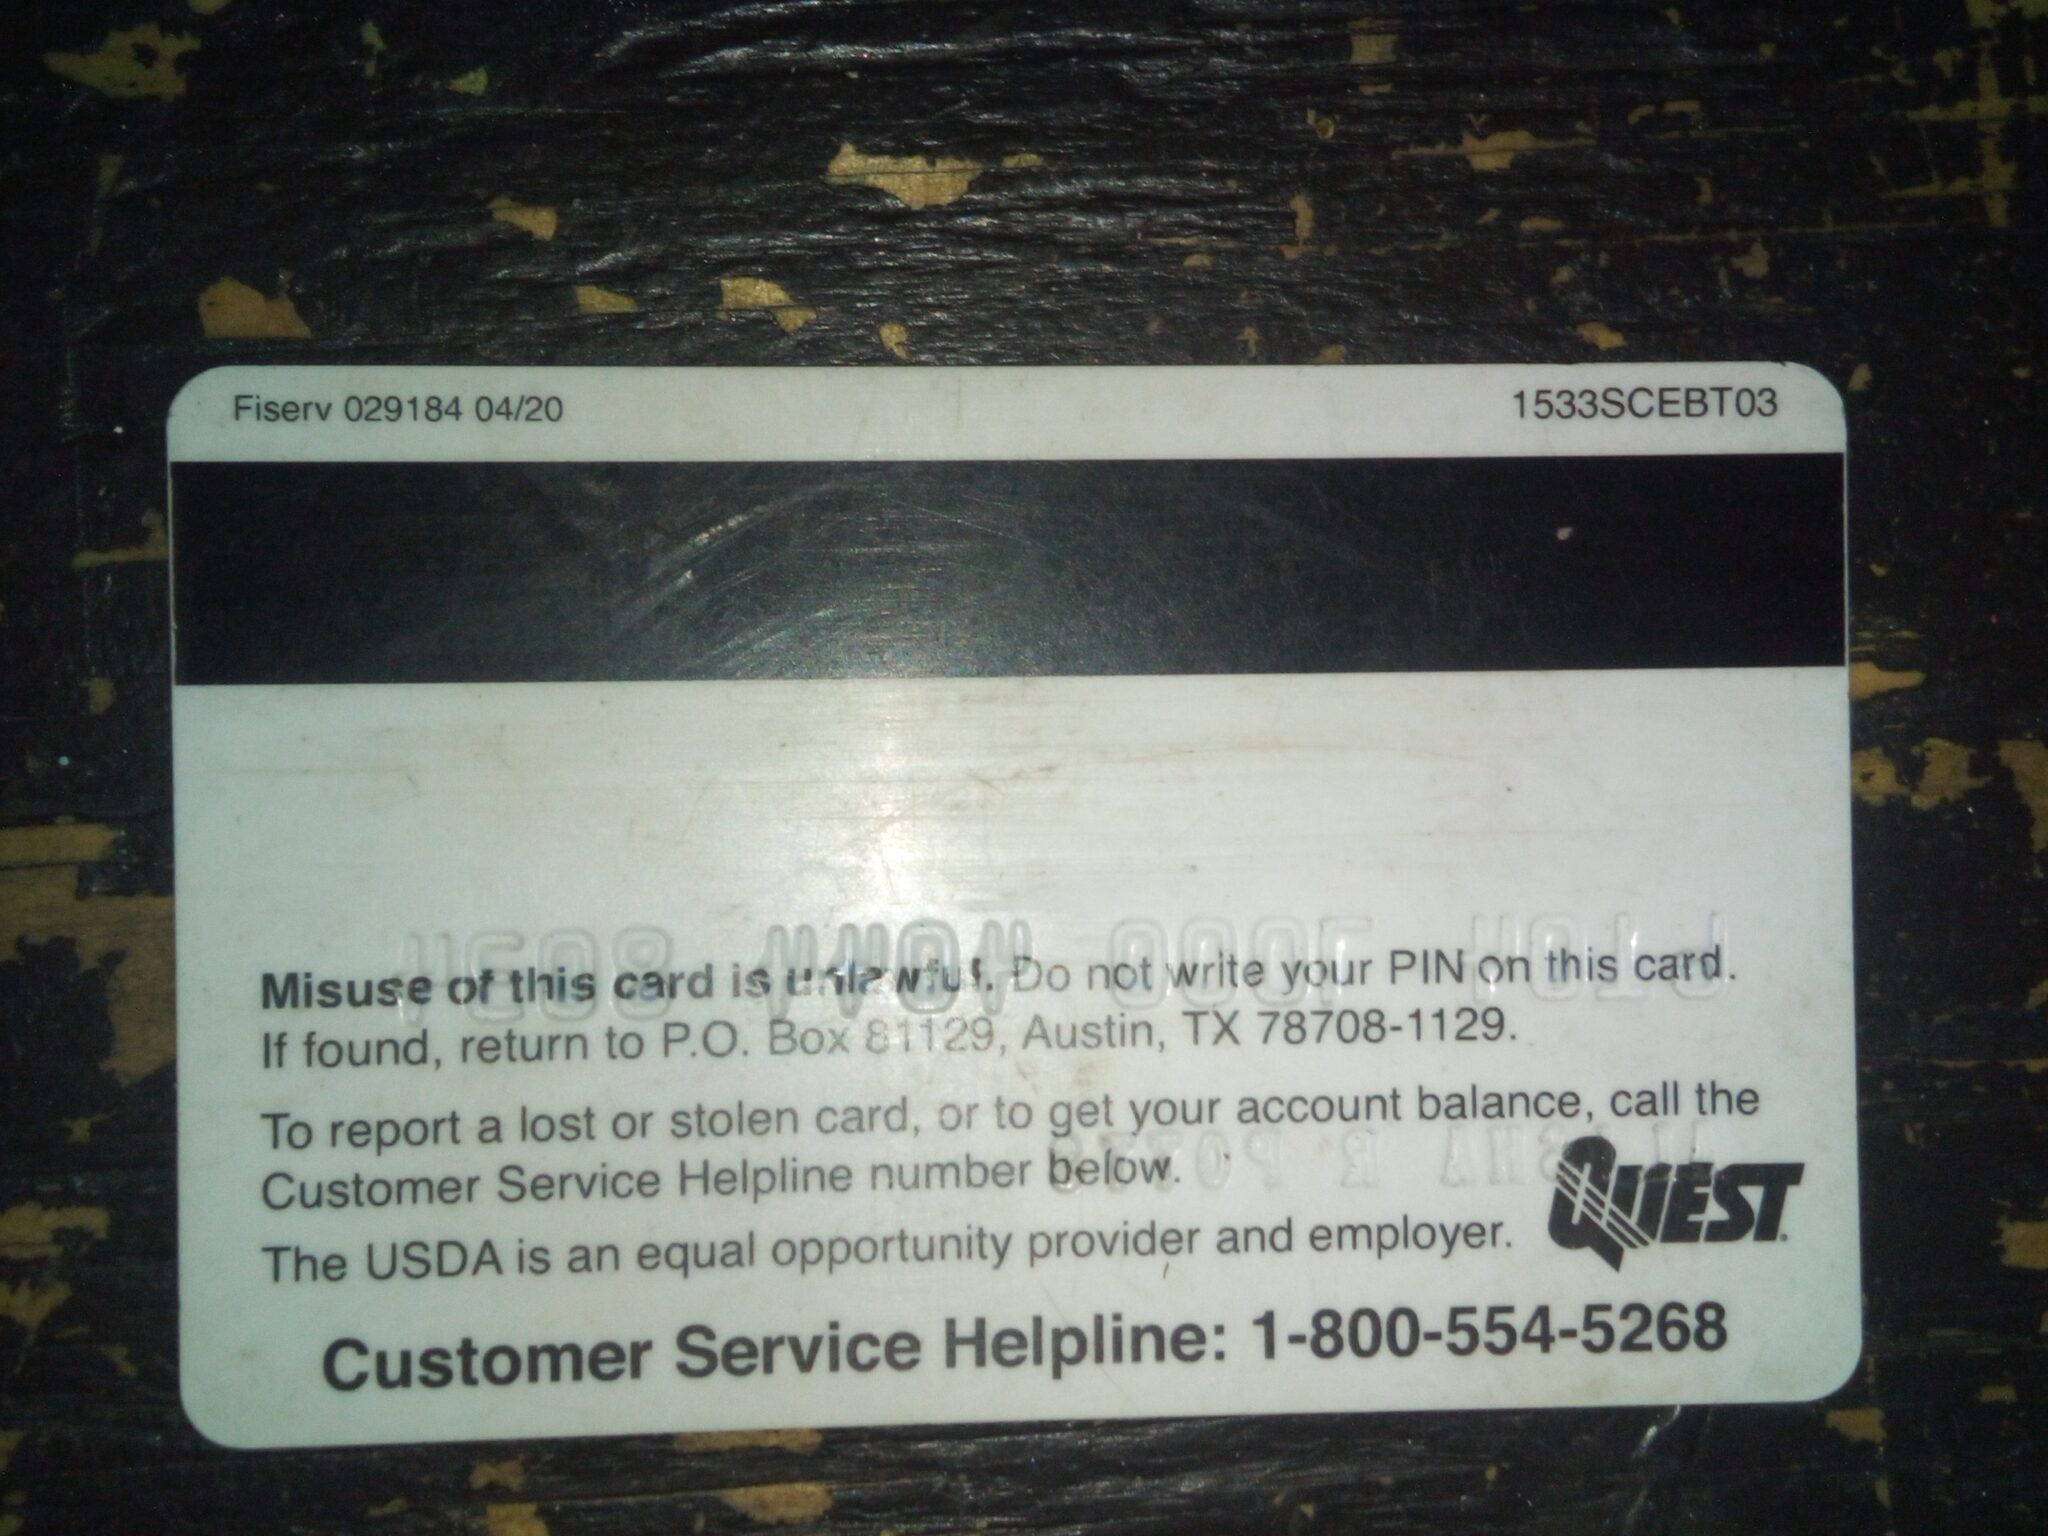 Fiserv 029184 04/20
1533SCEBT03
Misuse of this card is unlawful. Do not write your PIN on this card.
If found, return to P.O. Box 81129, Austin, TX 78708-1129.
To report a lost or stolen card, or to get your account balance, call the
Customer Service Helpline number below.
The USDA is an equal opportunity provider and employer.
QUEST
Customer Service Helpline: 1-800-554-5268